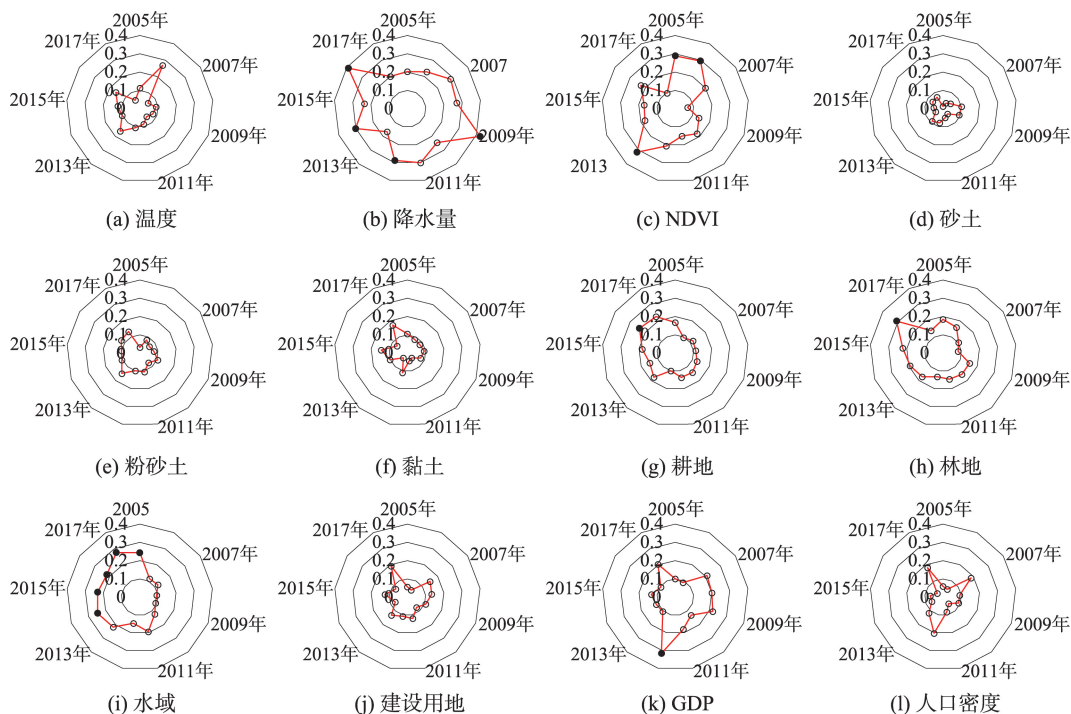 2005年
2017年
0.4
0.3
0.2
0.1
0
2007年
2015年
2009年
2013年
2011年
(a) 温度
2005年
2017年
0.4
0.3
0.2
0.1
0
2007
2015年
2009年
2013年
2011年
(b) 降水量
2005年
2017年
0.4
0.3
0.2
0.1
0
2007年
2015年
2009年
2013
2011年
(c) NDVI
2005年
2017年
0.4
0.3
0.2
0.1
0
2007年
2015年
2009年
2013年
2011年
(d) 砂土
2005年
2017年
0.4
0.3
0.2
0.1
0
2007年
2015年
2009年
2013年
2011年
(e) 粉砂土
2005年
2017年
0.4
0.3
0.2
0.1
0
2007年
2015年
2009年
2013年
2011年
(f) 黏土
2005年
2017年
0.4
0.3
0.2
0.1
0
2007年
2015年
2009年
2013年
2011年
(g) 耕地
2005年
2017年
0.4
0.3
0.2
0.1
0
2007年
2015年
2009年
2013年
2011年
(h) 林地
2005
2017年
0.4
0.3
0.2
0.1
0
2007年
2015年
2009年
2013年
2011年
(i) 水域
2005年
2017年
0.4
0.3
0.2
0.1
0
2007年
2015年
2009年
2013年
2011年
(j) 建设用地
2005年
2017年
0.4
0.3
0.2
0.1
0
2007年
2015年
2009年
2013年
2011年
(k) GDP
2005年
2017年
0.4
0.3
0.2
0.1
0
2007年
2015年
2009年
2013年
2011年
(l) 人口密度